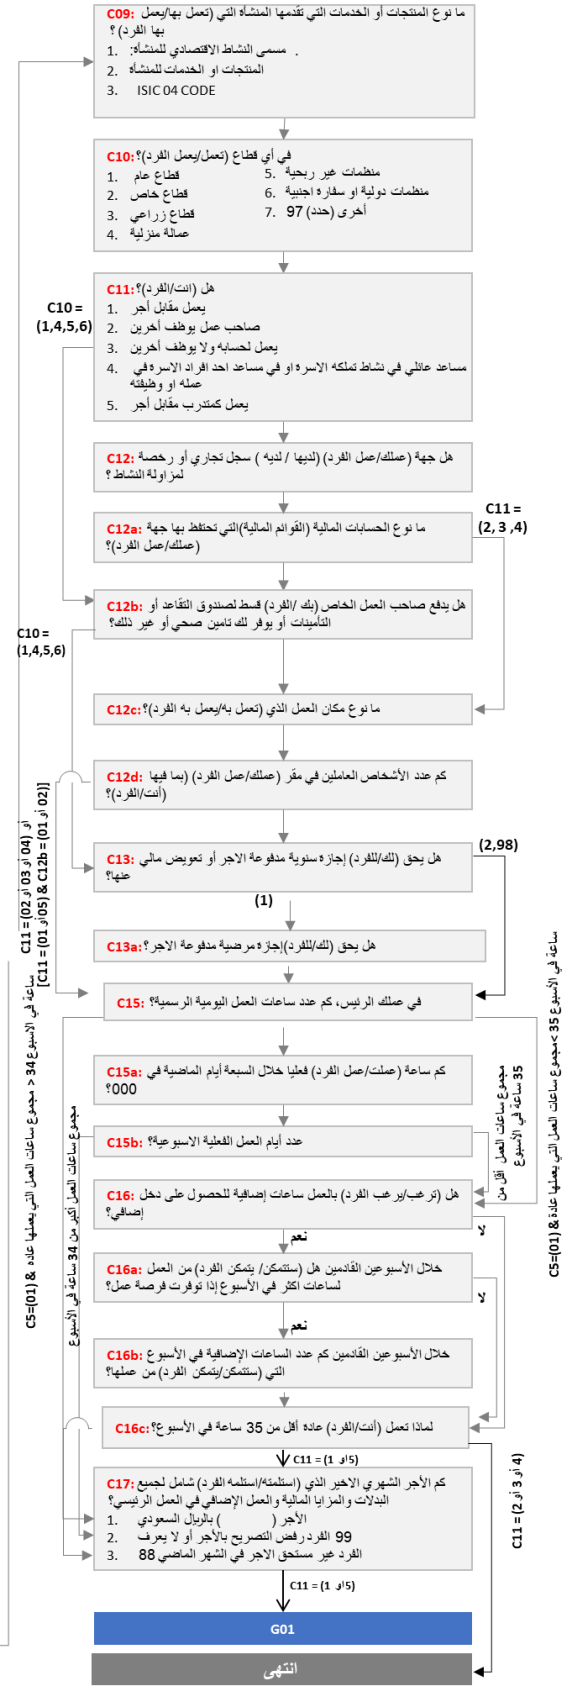 C09: ما نوع المنتجات أو الخدمات التي تقدمها المنشأة التي (تعمل بها/يعمل
بها الفرد)؟
1. مسمى النشاط الاقتصادي للمنشأة: .
2. المنتجات او الخدمات للمنشأة
3. ISIC 04 CODE
C10: في أي قطاع (تعمل/يعمل الفرد)؟
1. قطاع عام
2. قطاع خاص
3. قطاع زراعي
4. عمالة منزلية
5. منظمات غير ربحية
6. منظمات دولية او سفارة اجنبية
7. أخرى (حدد) 97
C10 =
(1,4,5,6)
C11: هل (انت/الفرد)؟
1. يعمل مقابل أجر
2. صاحب عمل يوظف أخرين
3. يعمل لحسابه ولا يوظف أخرين
4. مساعد عائلي في نشاط تملكه الاسرة او في مساعد احد افراد الاسرة في
عمله او وظيفته
5. يعمل كمتدرب مقابل أجر
C12: هل جهة (عملك/عمل الفرد) (لديها / لديه ) سجل تجاري أو رخصة
لمزاولة النشاط؟
C11 =
(2, 3 ,4)
C12a: ما نوع الحسابات المالية (القوائم المالية)التي تحتفظ بها جهة
(عملك/عمل الفرد)؟
C12b: هل يدفع صاحب العمل الخاص (بك /الفرد) قسط لصندوق التقاعد أو
التأمينات أو يوفر لك تامين صحي أو غير ذلك؟
C10 =
(1,4,5,6)
C12c: ما نوع مكان العمل الذي (تعمل به/يعمل به الفرد)؟
C12d: كم عدد الأشخاص العاملين في مقر (عملك/عمل الفرد) (بما فيها
(أنت/الفرد)؟
C11 = (02 أو 03 أو 04) أو
[C11 = (01 أو05) & C12b = (01 أو 02)]
C13: هل يحق (لك/للفرد) إجازة سنوية مدفوعة الاجر أو تعويض مالي
عنها؟
(2,98)
(1)
C13a: هل يحق (لك/للفرد)إجازة مرضية مدفوعة الاجر؟
C15: في عملك الرئيس، كم عدد ساعات العمل اليومية الرسمية؟
C15a: كم ساعة (عملت/عمل الفرد) فعليا خلال السبعة أيام الماضية في
000؟
C15b: عدد أيام العمل الفعلية الاسبوعية؟
C5=(01) & مجموع ساعات العمل التي يعملها عاده > 34 ساعة في الاسبوع
مجموع ساعات العمل أكبر من 34 ساعة في الأسبوع
مجموع ساعات العمل أقل من
35 ساعة في الأسبوع
C5=(01) & مجموع ساعات العمل التي يعملها عادة< 35 ساعة في الأسبوع
C16: هل (ترغب/يرغب الفرد) بالعمل ساعات إضافية للحصول على دخل
إضافي؟
لا
نعم
C16a: خلال الأسبوعين القادمين هل (ستتمكن/ يتمكن الفرد) من العمل
لساعات اكثر في الأسبوع إذا توفرت فرصة عمل؟
لا
نعم
C16b: خلال الأسبوعين القادمين كم عدد الساعات الإضافية في الأسبوع
التي (ستتمكن/يتمكن الفرد) من عملها؟
C16c: لماذا تعمل (أنت/الفرد) عادة أقل من 35 ساعة في الأسبوع؟
C11 = (1 او5)
C11 = (2 أو 3 أو 4)
C17: كم الأجر الشهري الاخير الذي (استلمته/استلمه الفرد) شامل لجميع
البدلات والمزايا المالية والعمل الإضافي في العمل الرئيسي؟
1. الأجر ( ) بالريال السعودي
2. 99 الفرد رفض التصريح بالأجر أو لا يعرف
3. الفرد غير مستحق الاجر في الشهر الماضي 88
C11 = (1 او5)
G01
انتهى